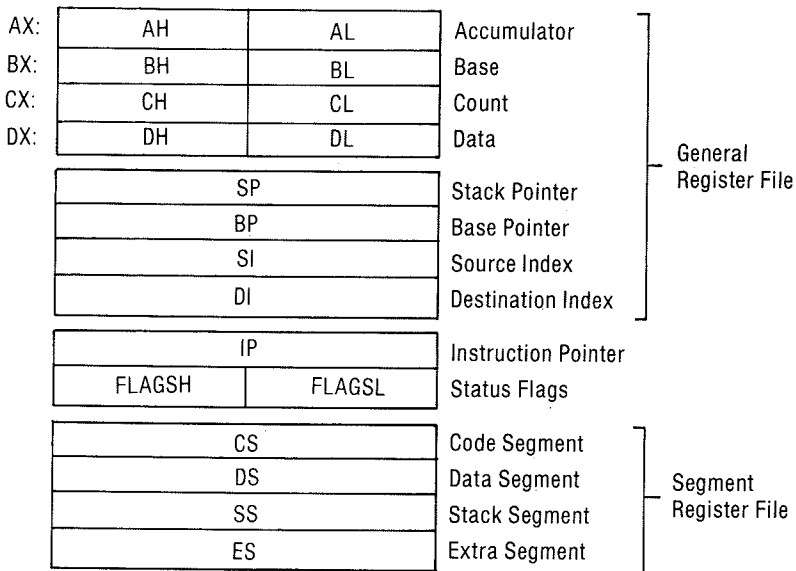 AX: AH AL Accumulator
BX: BH BL Base
CX: CH CL Count
DX: DH DL Data
General
Register File
SP Stack Pointer
BP Base Pointer
SI Source Index
DI Destination Index
IP Instruction Pointer
FLAGSH FLAGSL Status Flags
CS Code Segment
DS Data Segment
Segment
Register File
SS Stack Segment
ES Extra Segment